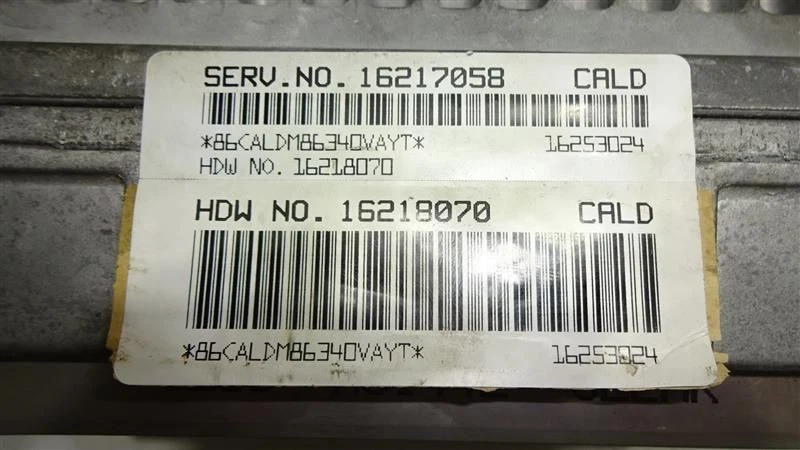 SERV.NO. 16217058 CALD
*86CALDM86340VAYT* 16253024
HDW NO. 16218070
HDW NO. 16218070 CALD
*86CALDM86340VAYT* 16253024